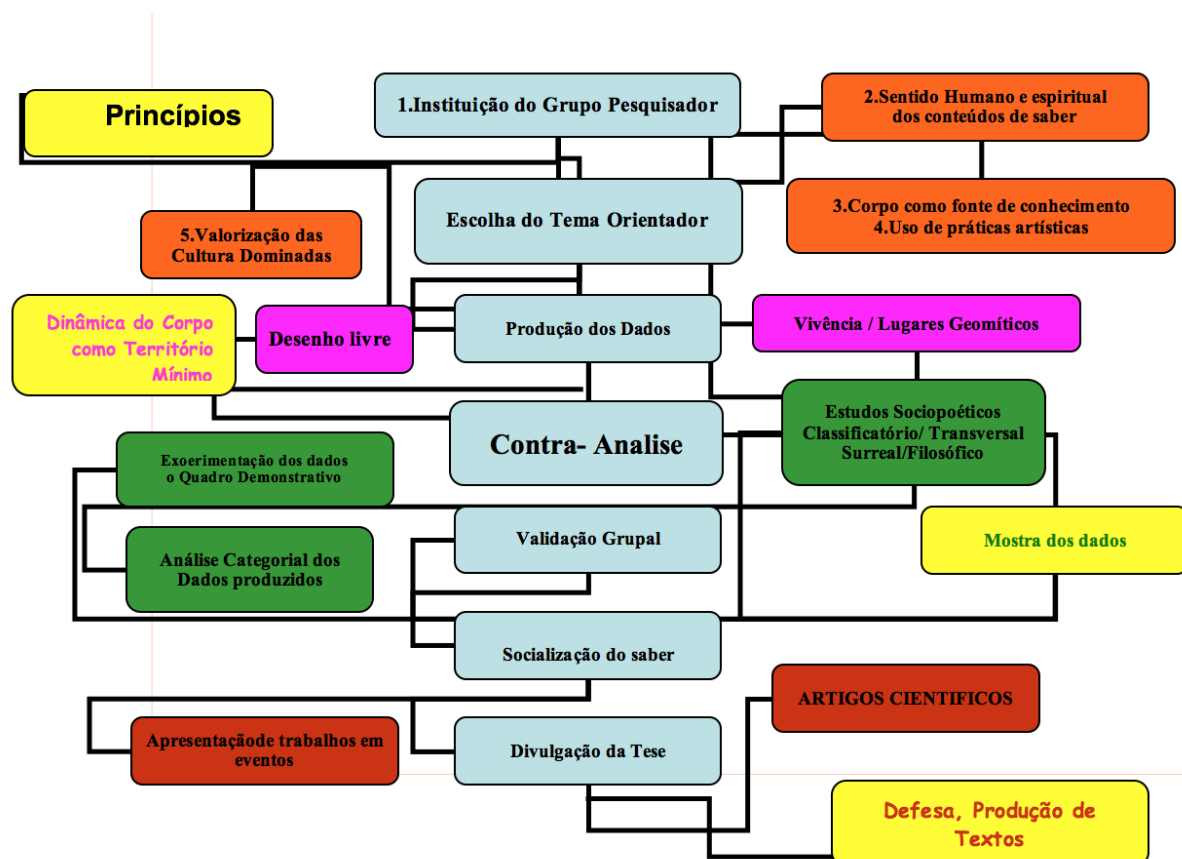 Princípios
1.Instituição do Grupo Pesquisador
2.Sentido Humano e espiritual
dos conteúdos de saber
Escolha do Tema Orientador
3.Corpo como fonte de conhecimento
4.Uso de práticas artísticas
5.Valorização das
Cultura Dominadas
Dinâmica do Corpo
como Território
Mínimo
Desenho livre
Produção dos Dados
Vivência / Lugares Geomíticos
Contra- Analise
Estudos Sociopoéticos
Classificatório/ Transversal
Surreal/Filosófico
Exoerimentação dos dados
o Quadro Demonstrativo
Validação Grupal
Mostra dos dados
Análise Categorial dos
Dados produzidos
Socialização do saber
ARTIGOS CIENTIFICOS
Apresentaçãode trabalhos em
eventos
Divulgação da Tese
Defesa, Produção de
Textos